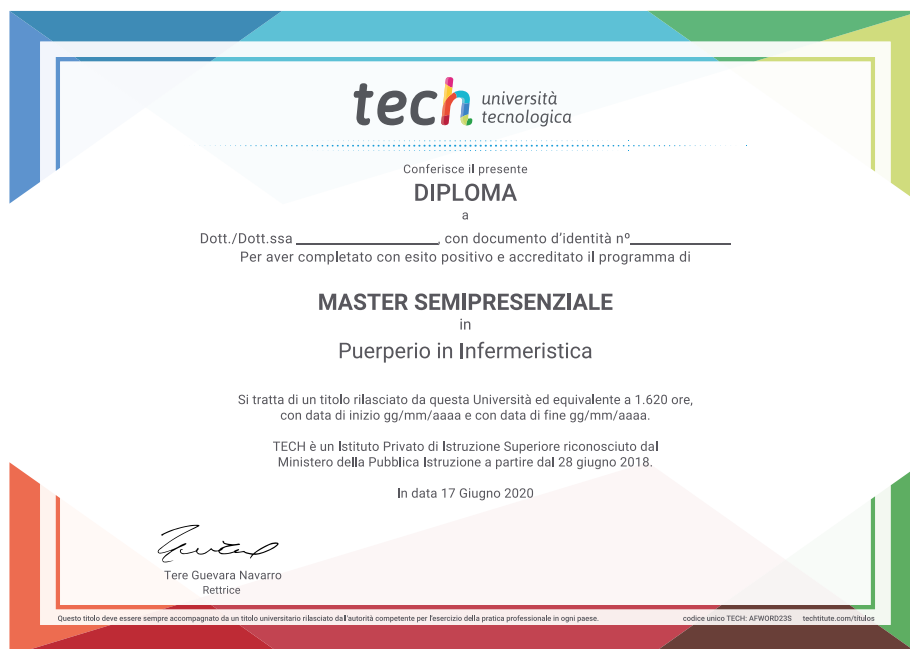 tech università
tecnologica
Conferisce il presente
DIPLOMA
a
Dott./Dott.ssa ____________________, con documento d'identità nº______________
Per aver completato con esito positivo e accreditato il programma di
MASTER SEMIPRESENZIALE
in
Puerperio in Infermeristica
Si tratta di un titolo rilasciato da questa Università ed equivalente a 1.620 ore,
con data di inizio gg/mm/aaaa e con data di fine gg/mm/aaaa.
TECH è un Istituto Privato di Istruzione Superiore riconosciuto dal
Ministero della Pubblica Istruzione a partire dal 28 giugno 2018.
In data 17 Giugno 2020
Tere Guevara Navarro
Rettrice
Questo titolo deve essere sempre accompagnato da un titolo universitario rilasciato dall'autorità competente per l'esercizio della pratica professionale in ogni paese.
codice unico TECH: AFWORD23S techtitute.com/titulos